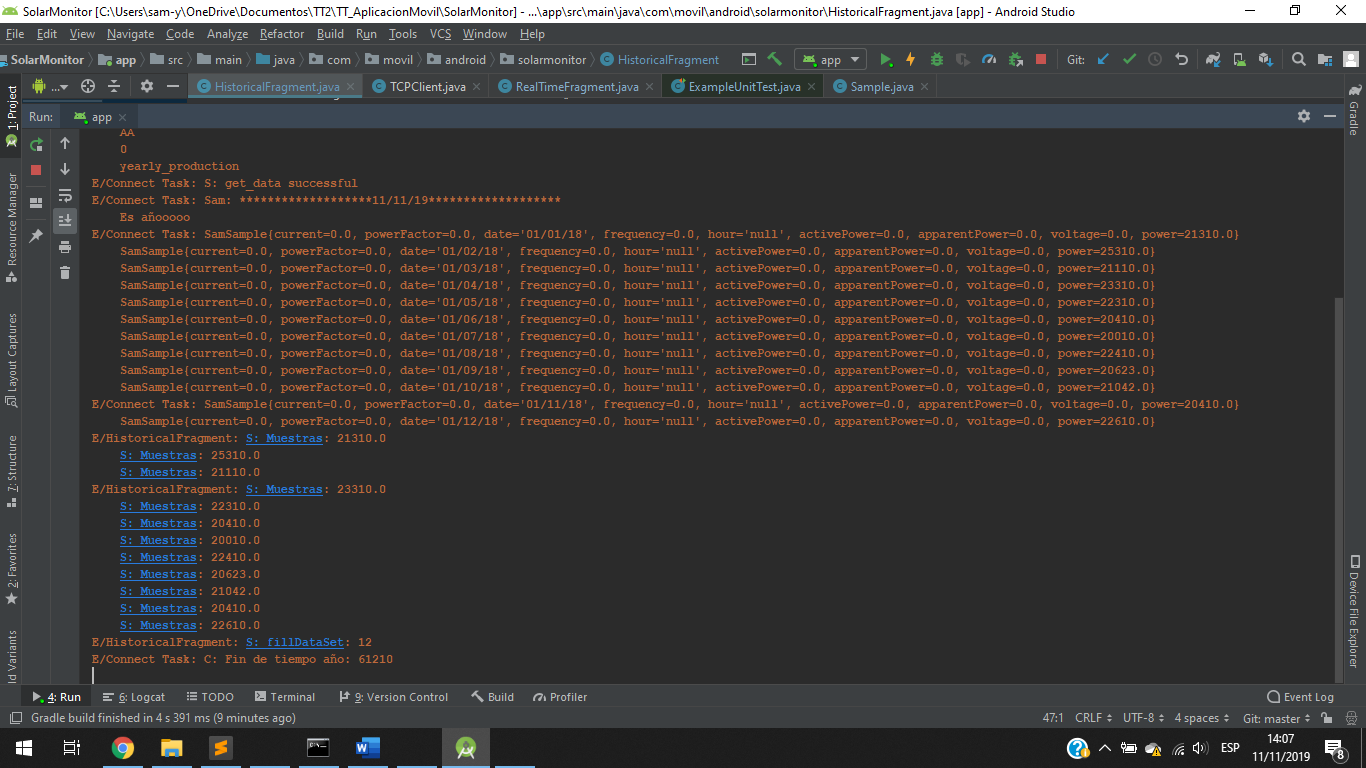 SolarMonitor [C:\Users\sam-y\OneDrive\Documentos\TT2\TT_AplicacionMovil\SolarMonitor] - ...\app\src\main\java\com\movil\android\solarmonitor\HistoricalFragment.java [app] - Android Studio
File Edit View Navigate Code Analyze Refactor Build Run Tools VCS Window Help
SolarMonitor app src main java com movil android solarmonitor HistoricalFragment app Git:
... HistoricalFragment.java TCPClient.java RealTimeFragment.java ExampleUnitTest.java Sample.java
Run: app
AA
0
yearly_production
E/Connect Task: S: get_data successful
E/Connect Task: Sam: *******************11/11/19*******************
Es añooooo
E/Connect Task: SamSample{current=0.0, powerFactor=0.0, date='01/01/18', frequency=0.0, hour='null', activePower=0.0, apparentPower=0.0, voltage=0.0, power=21310.0}
SamSample{current=0.0, powerFactor=0.0, date='01/02/18', frequency=0.0, hour='null', activePower=0.0, apparentPower=0.0, voltage=0.0, power=25310.0}
SamSample{current=0.0, powerFactor=0.0, date='01/03/18', frequency=0.0, hour='null', activePower=0.0, apparentPower=0.0, voltage=0.0, power=21110.0}
SamSample{current=0.0, powerFactor=0.0, date='01/04/18', frequency=0.0, hour='null', activePower=0.0, apparentPower=0.0, voltage=0.0, power=23310.0}
SamSample{current=0.0, powerFactor=0.0, date='01/05/18', frequency=0.0, hour='null', activePower=0.0, apparentPower=0.0, voltage=0.0, power=22310.0}
SamSample{current=0.0, powerFactor=0.0, date='01/06/18', frequency=0.0, hour='null', activePower=0.0, apparentPower=0.0, voltage=0.0, power=20410.0}
SamSample{current=0.0, powerFactor=0.0, date='01/07/18', frequency=0.0, hour='null', activePower=0.0, apparentPower=0.0, voltage=0.0, power=20010.0}
SamSample{current=0.0, powerFactor=0.0, date='01/08/18', frequency=0.0, hour='null', activePower=0.0, apparentPower=0.0, voltage=0.0, power=22410.0}
SamSample{current=0.0, powerFactor=0.0, date='01/09/18', frequency=0.0, hour='null', activePower=0.0, apparentPower=0.0, voltage=0.0, power=20623.0}
SamSample{current=0.0, powerFactor=0.0, date='01/10/18', frequency=0.0, hour='null', activePower=0.0, apparentPower=0.0, voltage=0.0, power=21042.0}
E/Connect Task: SamSample{current=0.0, powerFactor=0.0, date='01/11/18', frequency=0.0, hour='null', activePower=0.0, apparentPower=0.0, voltage=0.0, power=20410.0}
SamSample{current=0.0, powerFactor=0.0, date='01/12/18', frequency=0.0, hour='null', activePower=0.0, apparentPower=0.0, voltage=0.0, power=22610.0}
E/HistoricalFragment: S: Muestras: 21310.0
S: Muestras: 25310.0
S: Muestras: 21110.0
E/HistoricalFragment: S: Muestras: 23310.0
S: Muestras: 22310.0
S: Muestras: 20410.0
S: Muestras: 20010.0
S: Muestras: 22410.0
S: Muestras: 20623.0
S: Muestras: 21042.0
S: Muestras: 20410.0
S: Muestras: 22610.0
E/HistoricalFragment: S: fillDataSet: 12
E/Connect Task: C: Fin de tiempo año: 61210
1: Project
Resource Manager
Layout Captures
7: Structure
2: Favorites
ld Variants
Gradle
Device File Explorer
4: Run 6: Logcat TODO Terminal 9: Version Control Build Profiler Event Log
Gradle build finished in 4 s 391 ms (9 minutes ago) 47:1 CRLF UTF-8 4 spaces Git: master
ESP 14:07
11/11/2019 8